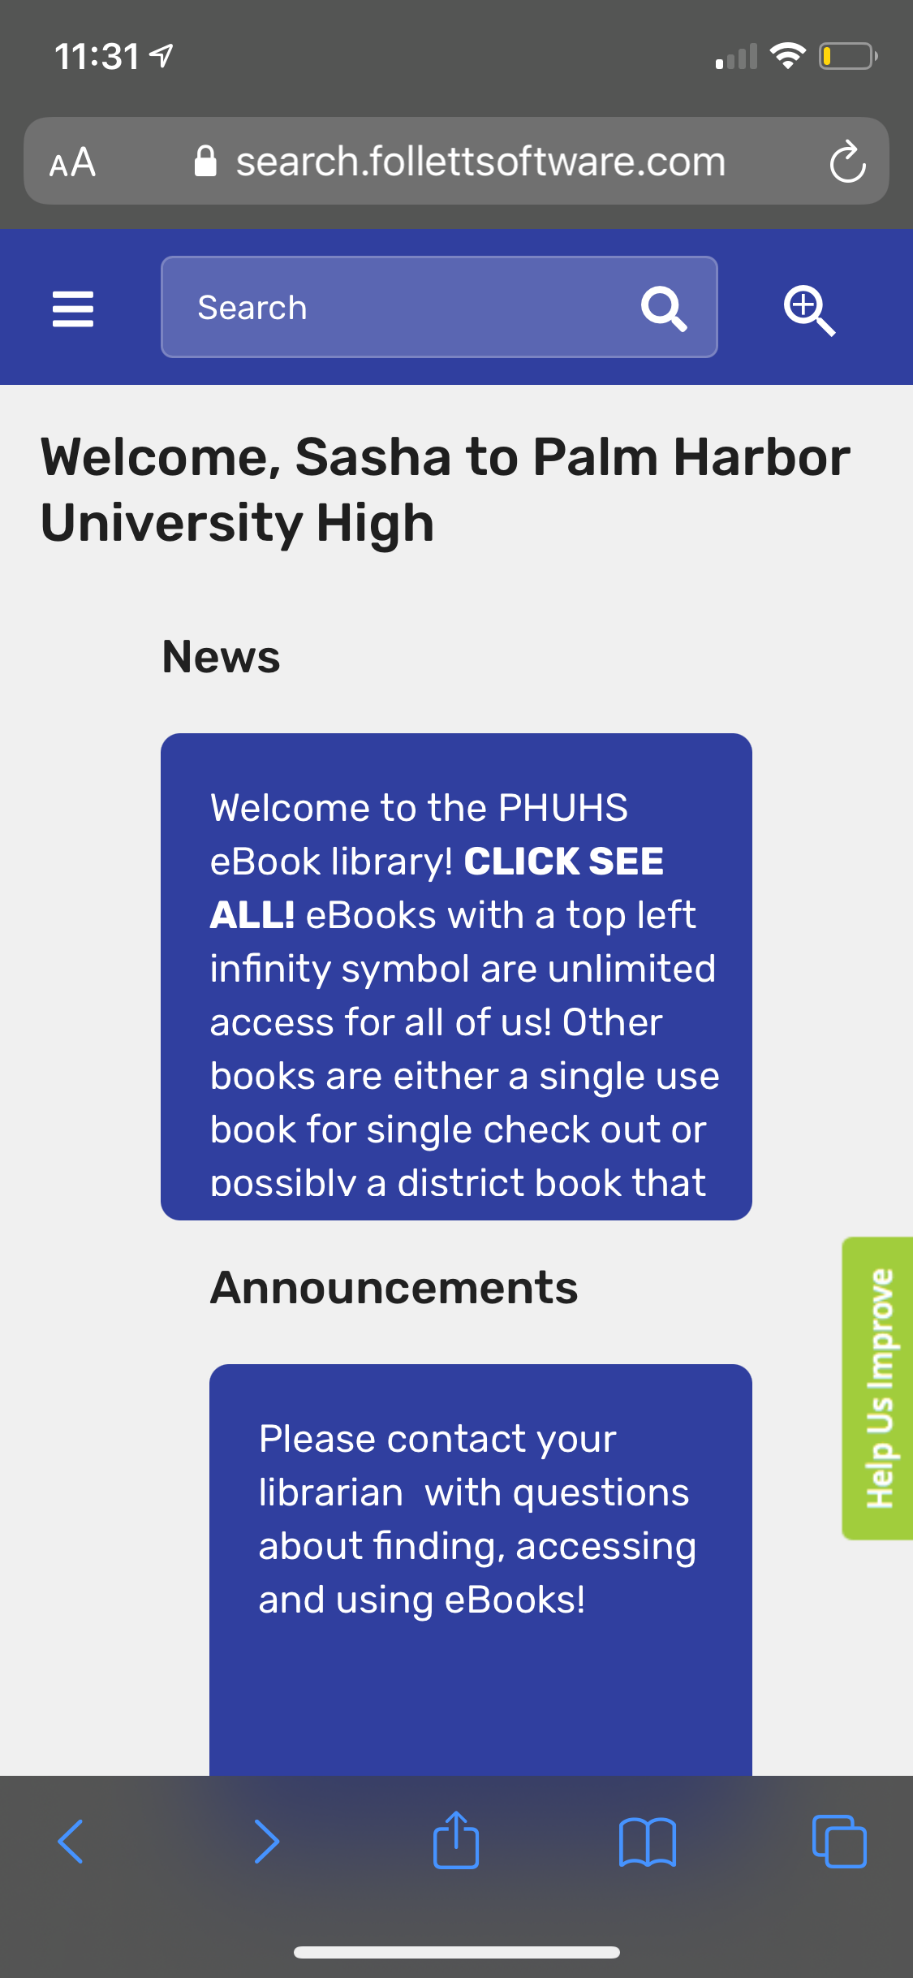 11:31
AA search.follettsoftware.com
Search
Welcome, Sasha to Palm Harbor
University High
News
Welcome to the PHUHS
eBook library! CLICK SEE
ALL! eBooks with a top left
infinity symbol are unlimited
access for all of us! Other
books are either a single use
book for single check out or
possibly a district book that
Announcements
Help Us Improve
Please contact your
librarian  with questions
about finding, accessing
and using eBooks!